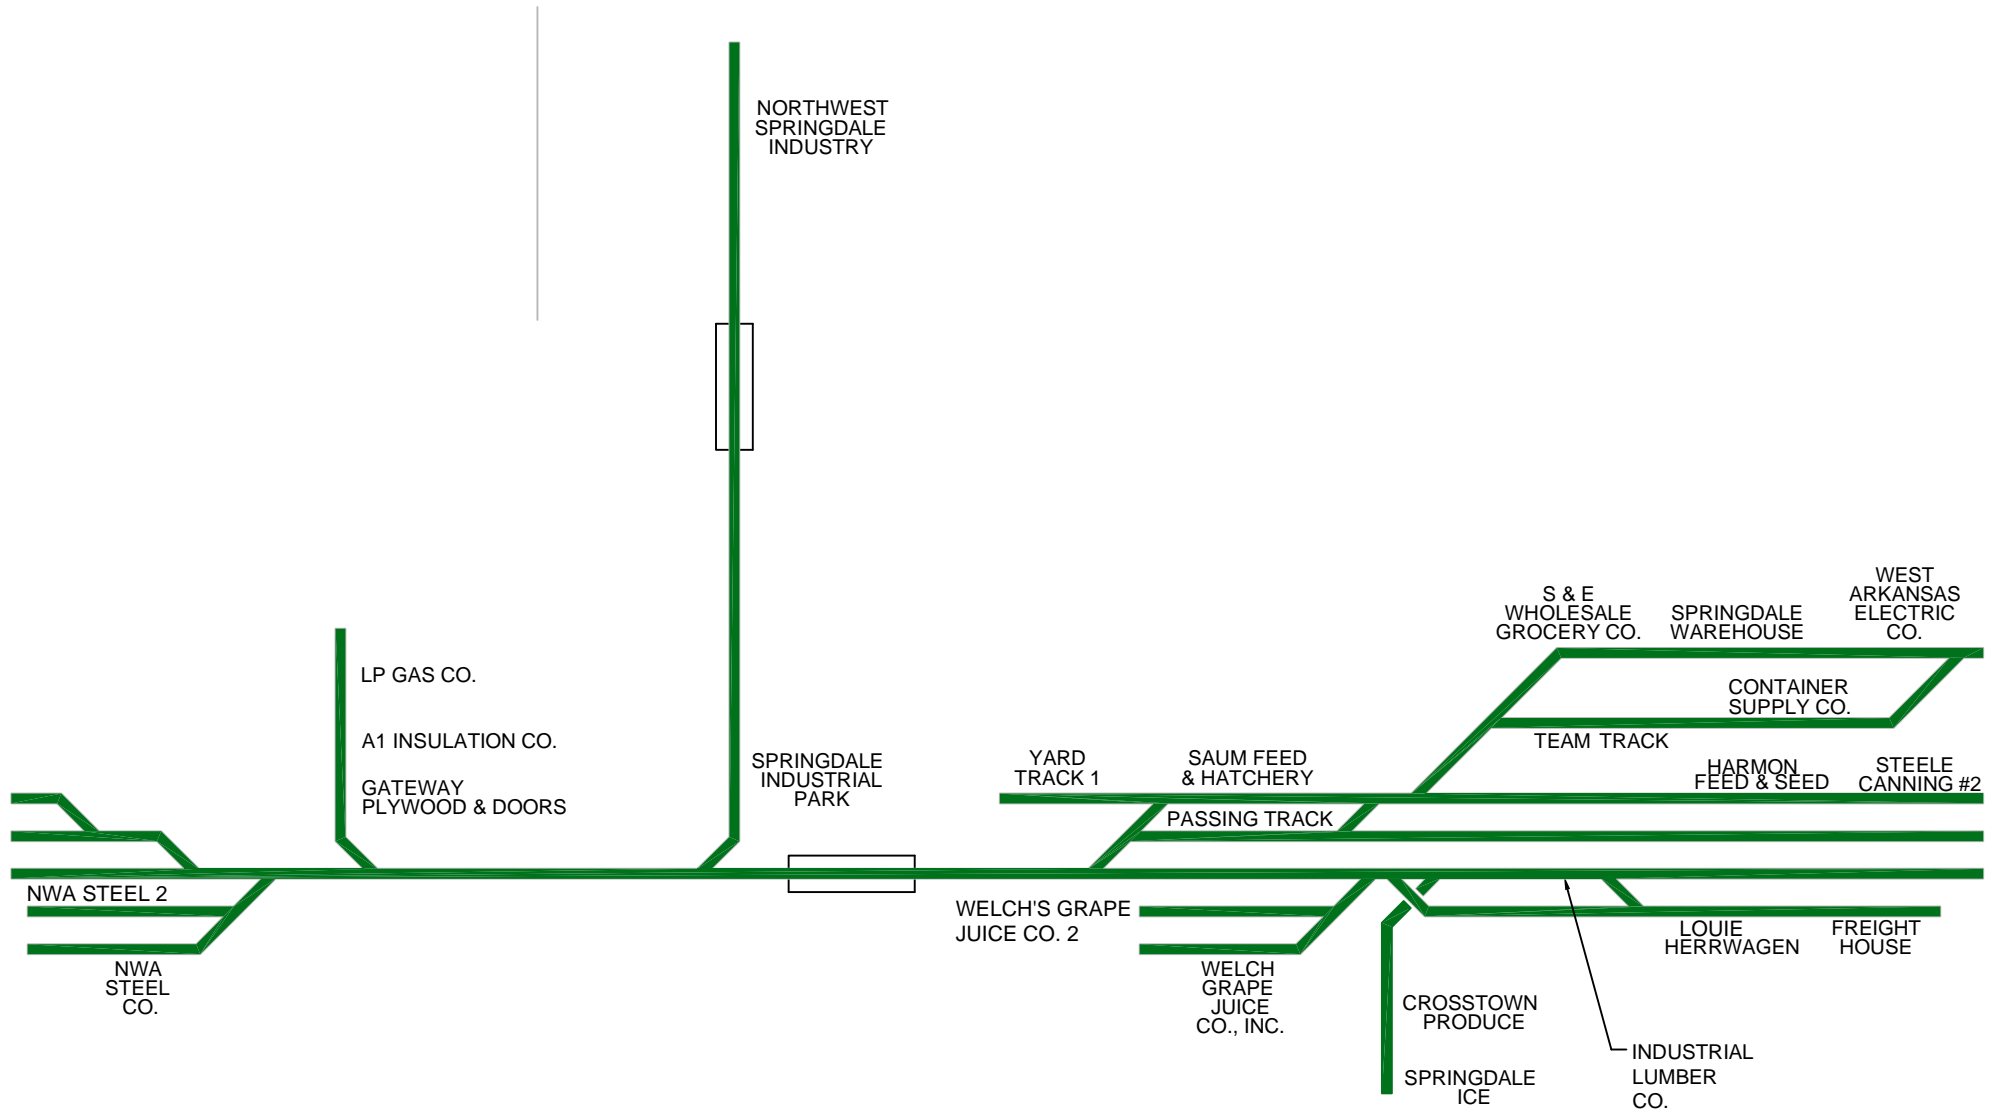 NORTHWEST
SPRINGDALE
INDUSTRY
WEST
ARKANSAS
ELECTRIC
CO.
S & E
WHOLESALE
GROCERY CO.
SPRINGDALE
WAREHOUSE
LP GAS CO.
CONTAINER
SUPPLY CO.
A1 INSULATION CO.
TEAM TRACK
GATEWAY
PLYWOOD & DOORS
SPRINGDALE
INDUSTRIAL
PARK
YARD
TRACK 1
SAUM FEED
& HATCHERY
HARMON
FEED & SEED
STEELE
CANNING #2
PASSING TRACK
NWA STEEL 2
WELCH'S GRAPE
JUICE CO. 2
LOUIE
HERRWAGEN
FREIGHT
HOUSE
NWA
STEEL
CO.
WELCH
GRAPE
JUICE
CO., INC.
CROSSTOWN
PRODUCE
INDUSTRIAL
LUMBER
CO.
SPRINGDALE
ICE